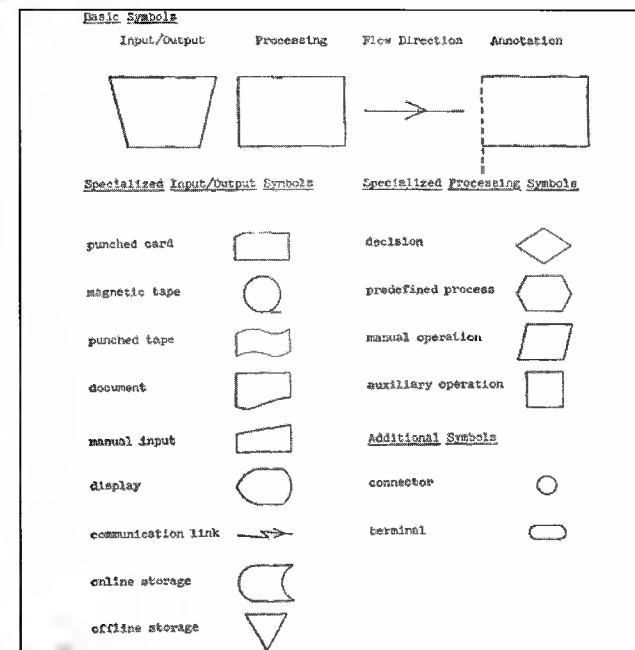 Basic Symbols
Input/Output Processing Flow Direction Annotation
Specialized Input/Output Symbols
punched card
magnetic tape
punched tape
document
manual input
display
communication link
online storage
offline storage
Specialized Processing Symbols
decision
predefined process
manual operation
auxiliary operation
Additional Symbols
connector
terminal